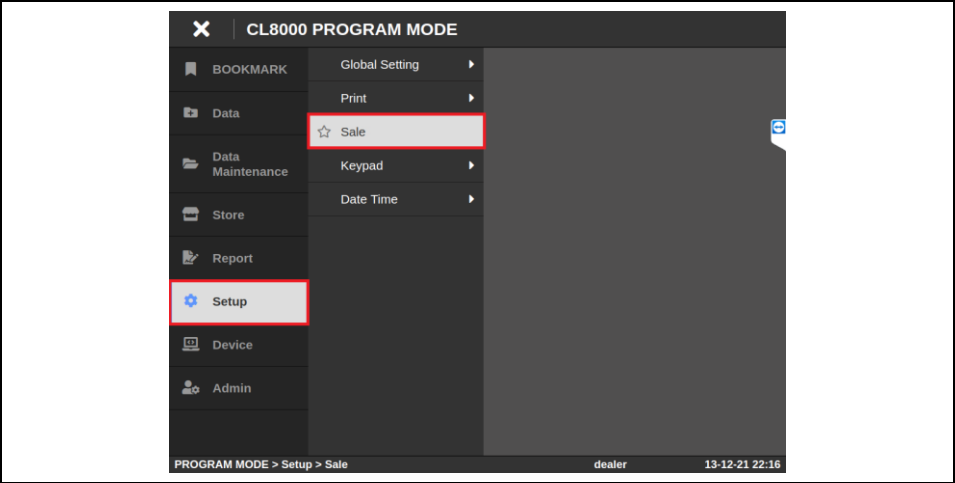 CL8000 PROGRAM MODE
BOOKMARK
Data
Data
Maintenance
Store
Report
Setup
Device
Admin
Global Setting
Print
Sale
Keypad
Date Time
PROGRAM MODE > Setup > Sale
dealer
13-12-21 22:16